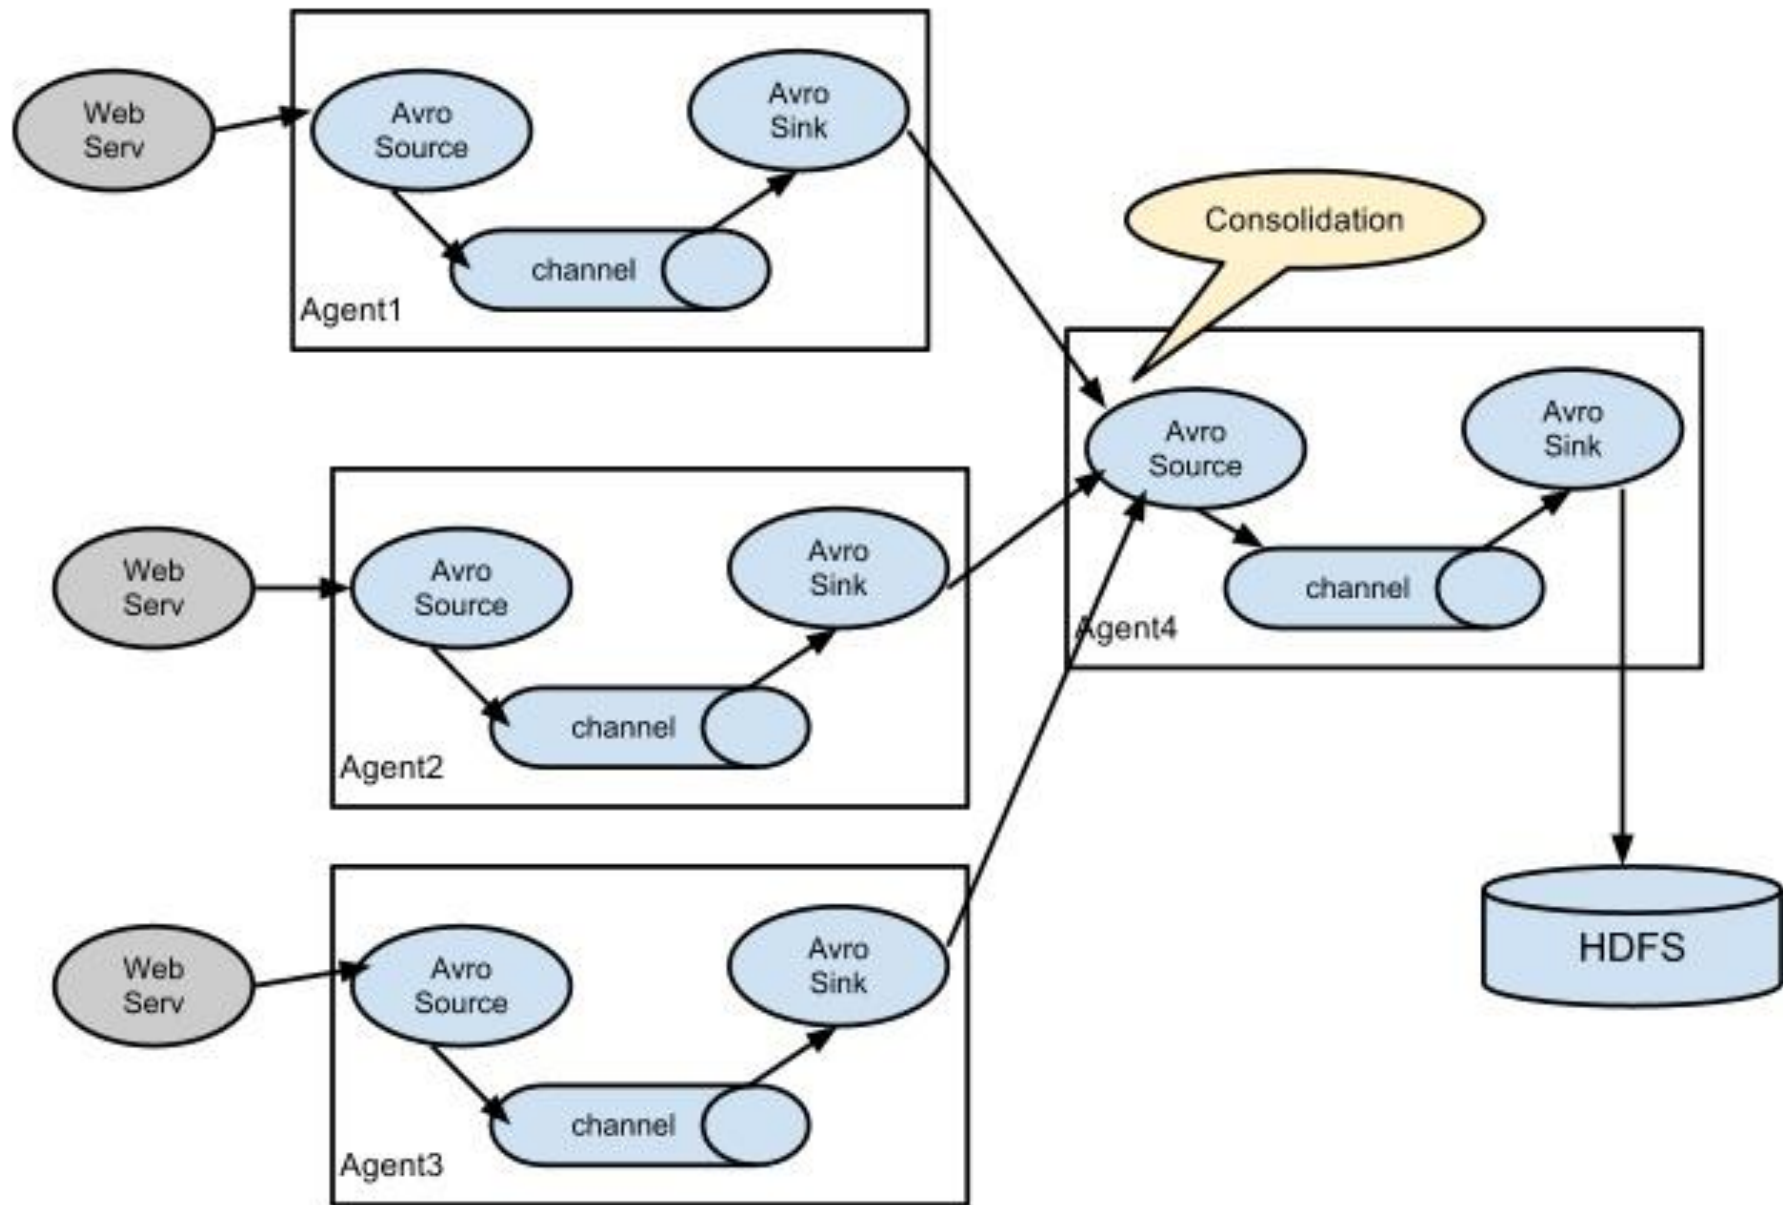 Web
Serv
Avro
Source
Avro
Sink
channel
Agent1
Consolidation
Web
Serv
Avro
Source
Avro
Sink
channel
Agent2
Avro
Source
Avro
Sink
channel
Agent4
Web
Serv
Avro
Source
Avro
Sink
channel
Agent3
HDFS